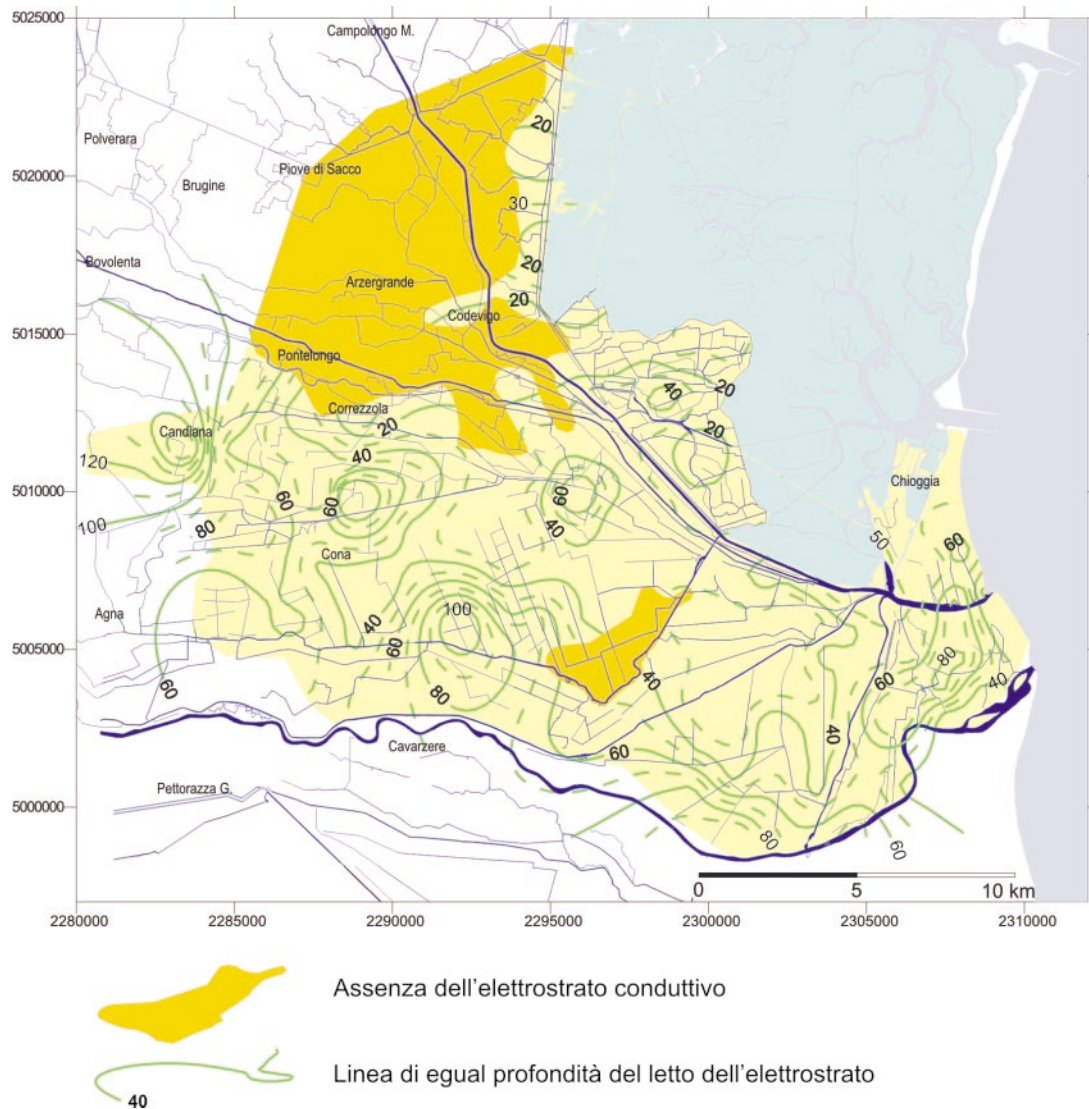 5025000
Campolongo M.
20
Polverara
5020000
Piove di Sacco
Brugine
30
Bovolenta
20
Arzergrande
20
Codevigo
5015000
Pontelongo
40
20
Correzzola
20
20
Candiana
40
120
Chioggia
5010000
60
60
60
100
80
40
50
60
Cona
100
Agna
40
5005000
60
80
60
80
40
60
40
40
Cavarzere
60
Pettorazza G.
5000000
80
60
0
5
10 km
2280000
2285000
2290000
2295000
2300000
2305000
2310000
Assenza dell'elettrostrato conduttivo
Linea di egual profondità del letto dell'elettrostrato
40